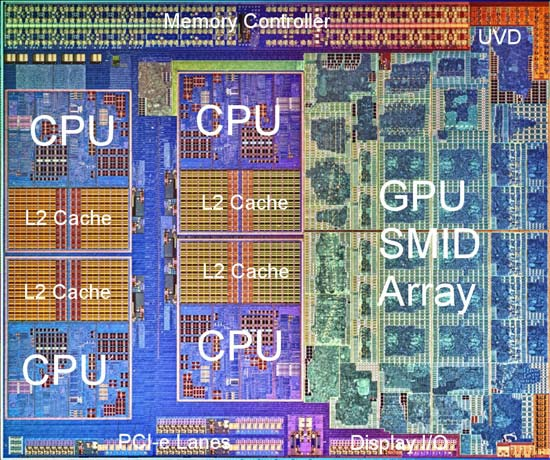 Memory Controller
UVD
CPU
CPU
L2 Cache
L2 Cache
GPU
SMID
Array
L2 Cache
L2 Cache
CPU
CPU
PCI-e Lanes
Display I/O